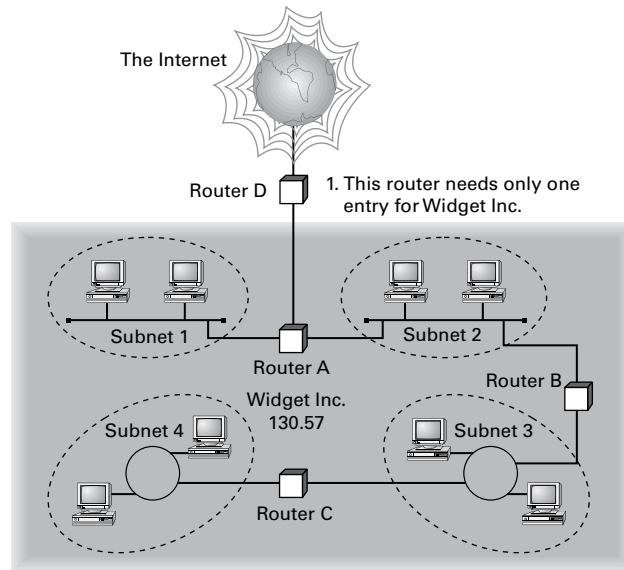 The Internet
Router D
1. This router needs only one
entry for Widget Inc.
Subnet 1
Subnet 2
Router A
Router B
Widget Inc.
130.57
Subnet 4
Subnet 3
Router C